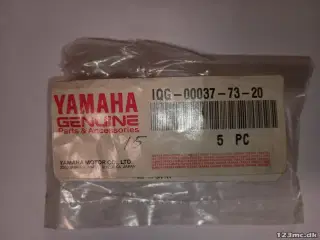 1QG-00037-73-20
YAMAHA
GENUINE
Parts & Accessories
5 PC
YAMAHA MOTOR CO., LTD.
© 123mc.dk